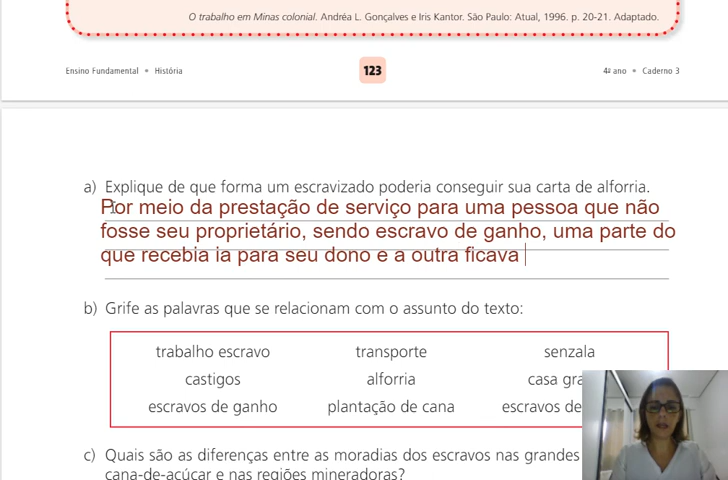 O trabalho em Minas colonial. Andréa L. Gonçalves e Iris Kantor. São Paulo: Atual, 1996. p. 20-21. Adaptado.
Ensino Fundamental • História 123 4º ano • Caderno 3
a) Explique de que forma um escravizado poderia conseguir sua carta de alforria.
Por meio da prestação de serviço para uma pessoa que não
fosse seu proprietário, sendo escravo de ganho, uma parte do
que recebia ia para seu dono e a outra ficava
b) Grife as palavras que se relacionam com o assunto do texto:
trabalho escravo transporte senzala
castigos alforria casa
escravos de ganho plantação de cana escravos de
c) Quais são as diferenças entre as moradias dos escravos nas grandes
cana-de-açúcar e nas regiões mineradoras?